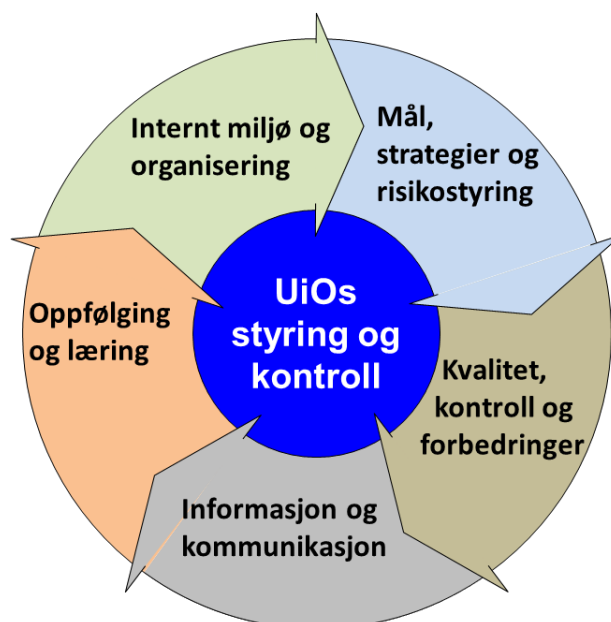 Internt miljø og
organisering
Mål,
strategier og
risikostyring
UiOs
styring og
kontroll
Oppfølging
og læring
Kvalitet,
kontroll og
forbedringer
Informasjon og
kommunikasjon